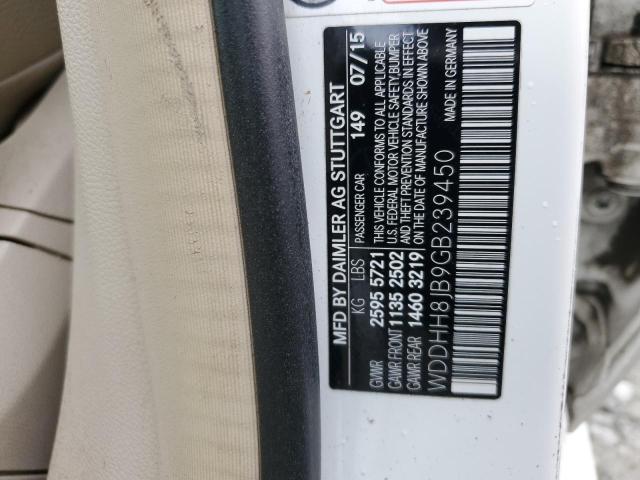 MFD BY DAIMLER AG STUTTGART
KG LBS PASSENGER CAR 149 07/15
GVWR 2595 5721 THIS VEHICLE CONFORMS TO ALL APPLICABLE
GAWR FRONT 1135 2502 U.S. FEDERAL MOTOR VEHICLE SAFETY, BUMPER
GAWR REAR 1460 3219 AND THEFT PREVENTION STANDARDS IN EFFECT
ON THE DATE OF MANUFACTURE SHOWN ABOVE
WDDHH8JB9GB239450 MADE IN GERMANY